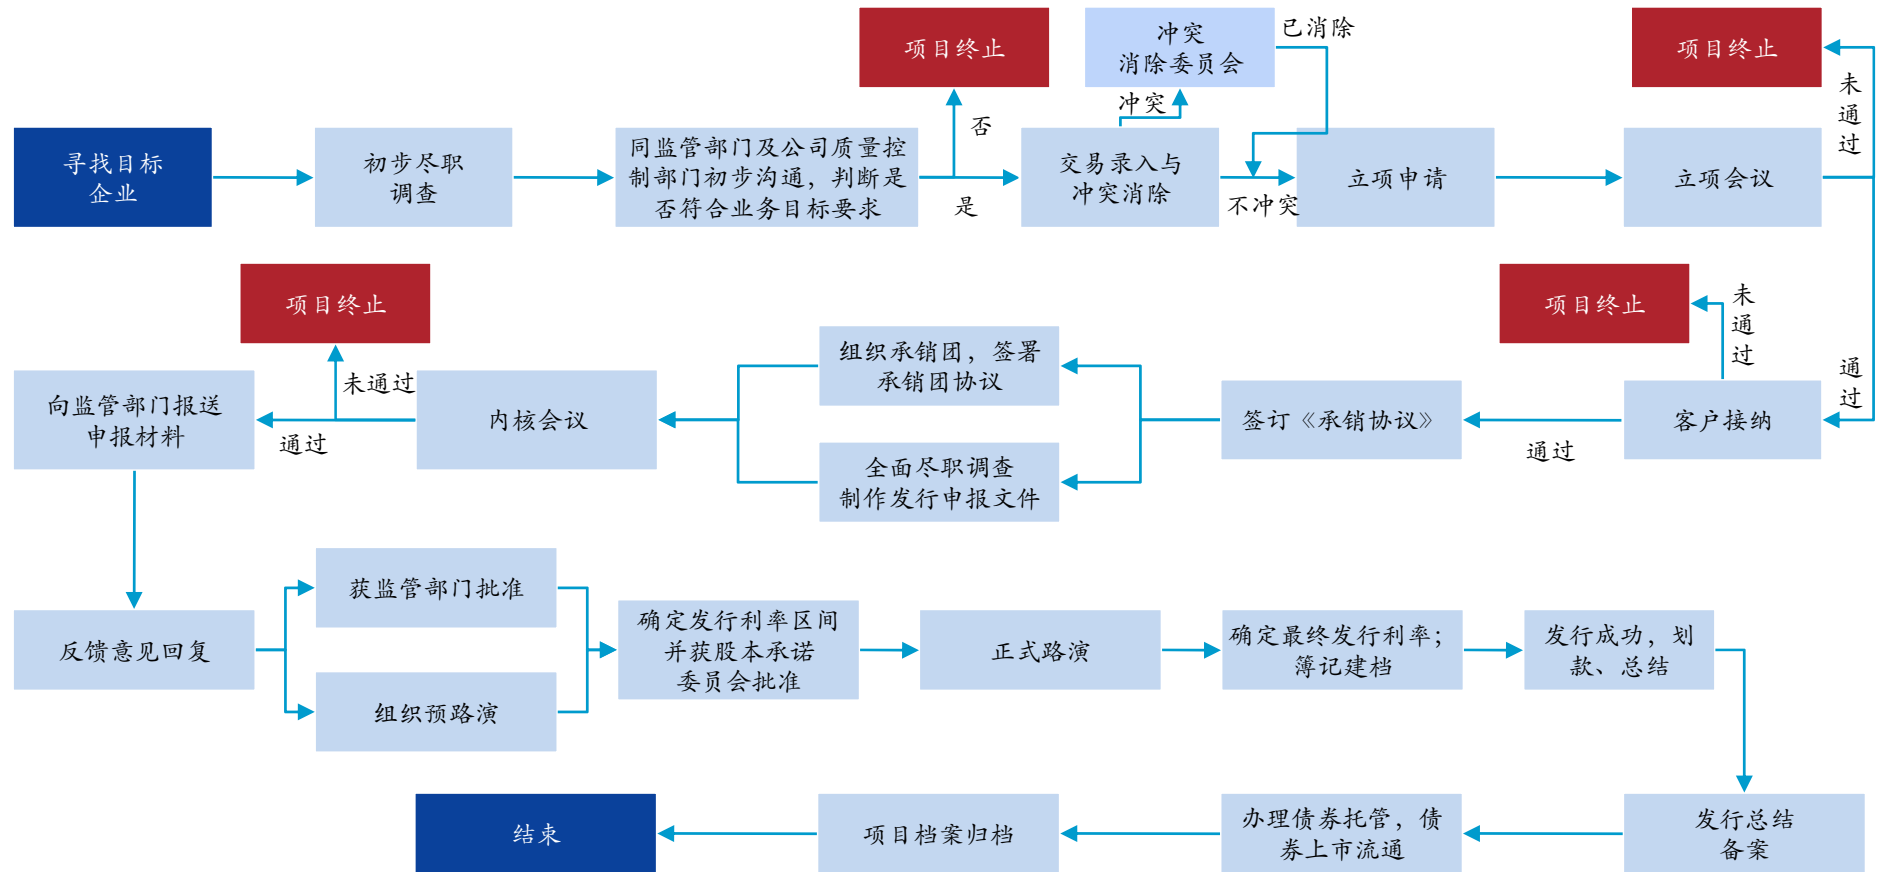 项目终止
冲突
消除委员会
已消除
项目终止
未
通
过
冲突
否
寻找目标
企业
初步尽职
调查
同监管部门及公司质量控
制部门初步沟通，判断是
否符合业务目标要求
是
交易录入与
冲突消除
不冲突
立项申请
立项会议
项目终止
项目终止
未
通
过
通
过
组织承销团，签署
承销团协议
向监管部门报送
申报材料
未通过
通过
内核会议
签订《承销协议》
通过
客户接纳
全面尽职调查
制作发行申报文件
获监管部门批准
反馈意见回复
确定发行利率区间
并获股本承诺
委员会批准
正式路演
确定最终发行利率；
簿记建档
发行成功，划
款、总结
组织预路演
结束
项目档案归档
办理债券托管，债
券上市流通
发行总结
备案